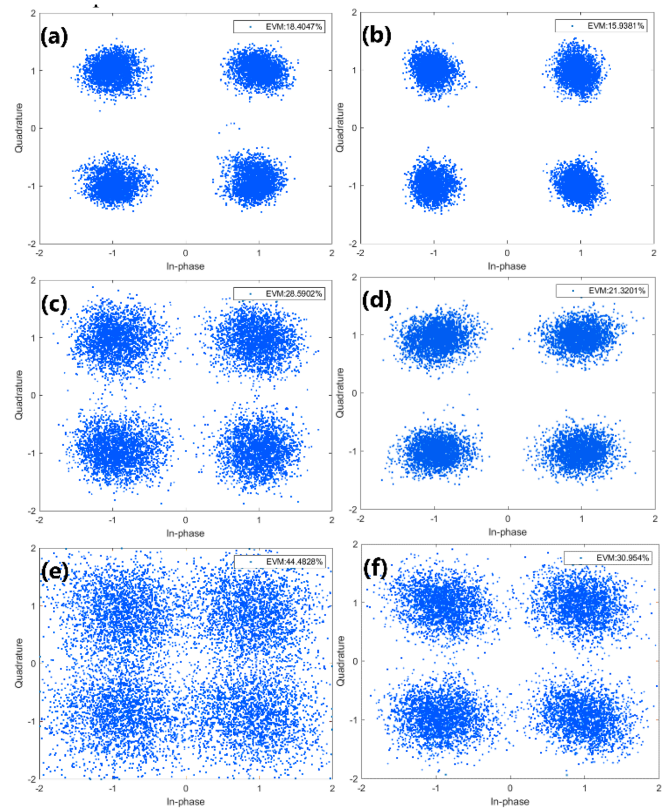 (a)
EVM:18.4047%
Quadrature
2
1
0
-1
-2
-2
-1
0
1
2
In-phase
(b)
EVM:15.9381%
Quadrature
2
1
0
-1
-2
-2
-1
0
1
2
In-phase
(c)
EVM:28.5902%
Quadrature
2
1
0
-1
-2
-2
-1
0
1
2
In-phase
(d)
EVM:21.3201%
Quadrature
2
1
0
-1
-2
-2
-1
0
1
2
In-phase
(e)
EVM:44.4828%
Quadrature
2
1
0
-1
-2
-2
-1
0
1
2
In-phase
(f)
EVM:30.954%
Quadrature
2
1
0
-1
-2
-2
-1
0
1
2
In-phase